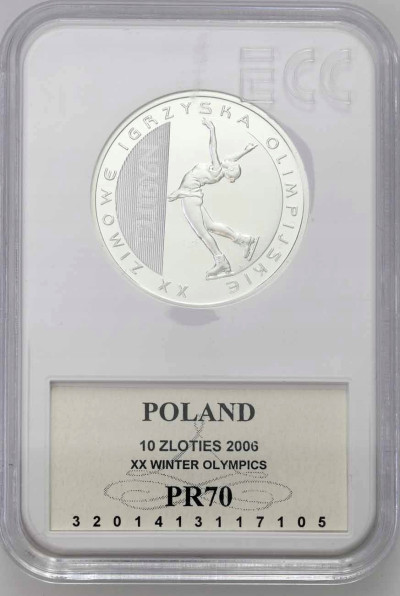 ECC
XX ZIMOWE IGRZYSKA OLIMPIJSKIE
POLAND
10 ZLOTIES 2006
XX WINTER OLYMPICS
PR70
3 2 0 1 4 1 3 1 1 7 1 0 5